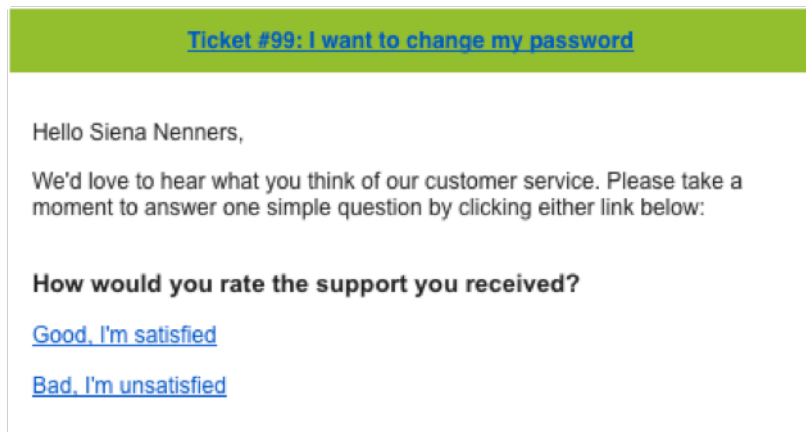 Ticket #99: I want to change my password
Hello Siena Nenners,
We'd love to hear what you think of our customer service. Please take a
moment to answer one simple question by clicking either link below:
How would you rate the support you received?
Good, I'm satisfied
Bad, I'm unsatisfied